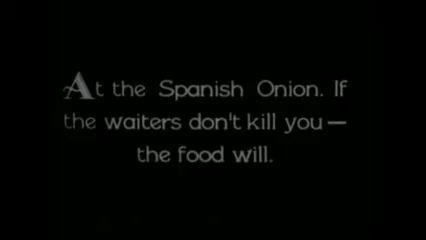 At the Spanish Onion. If
the waiters don't kill you—
the food will.